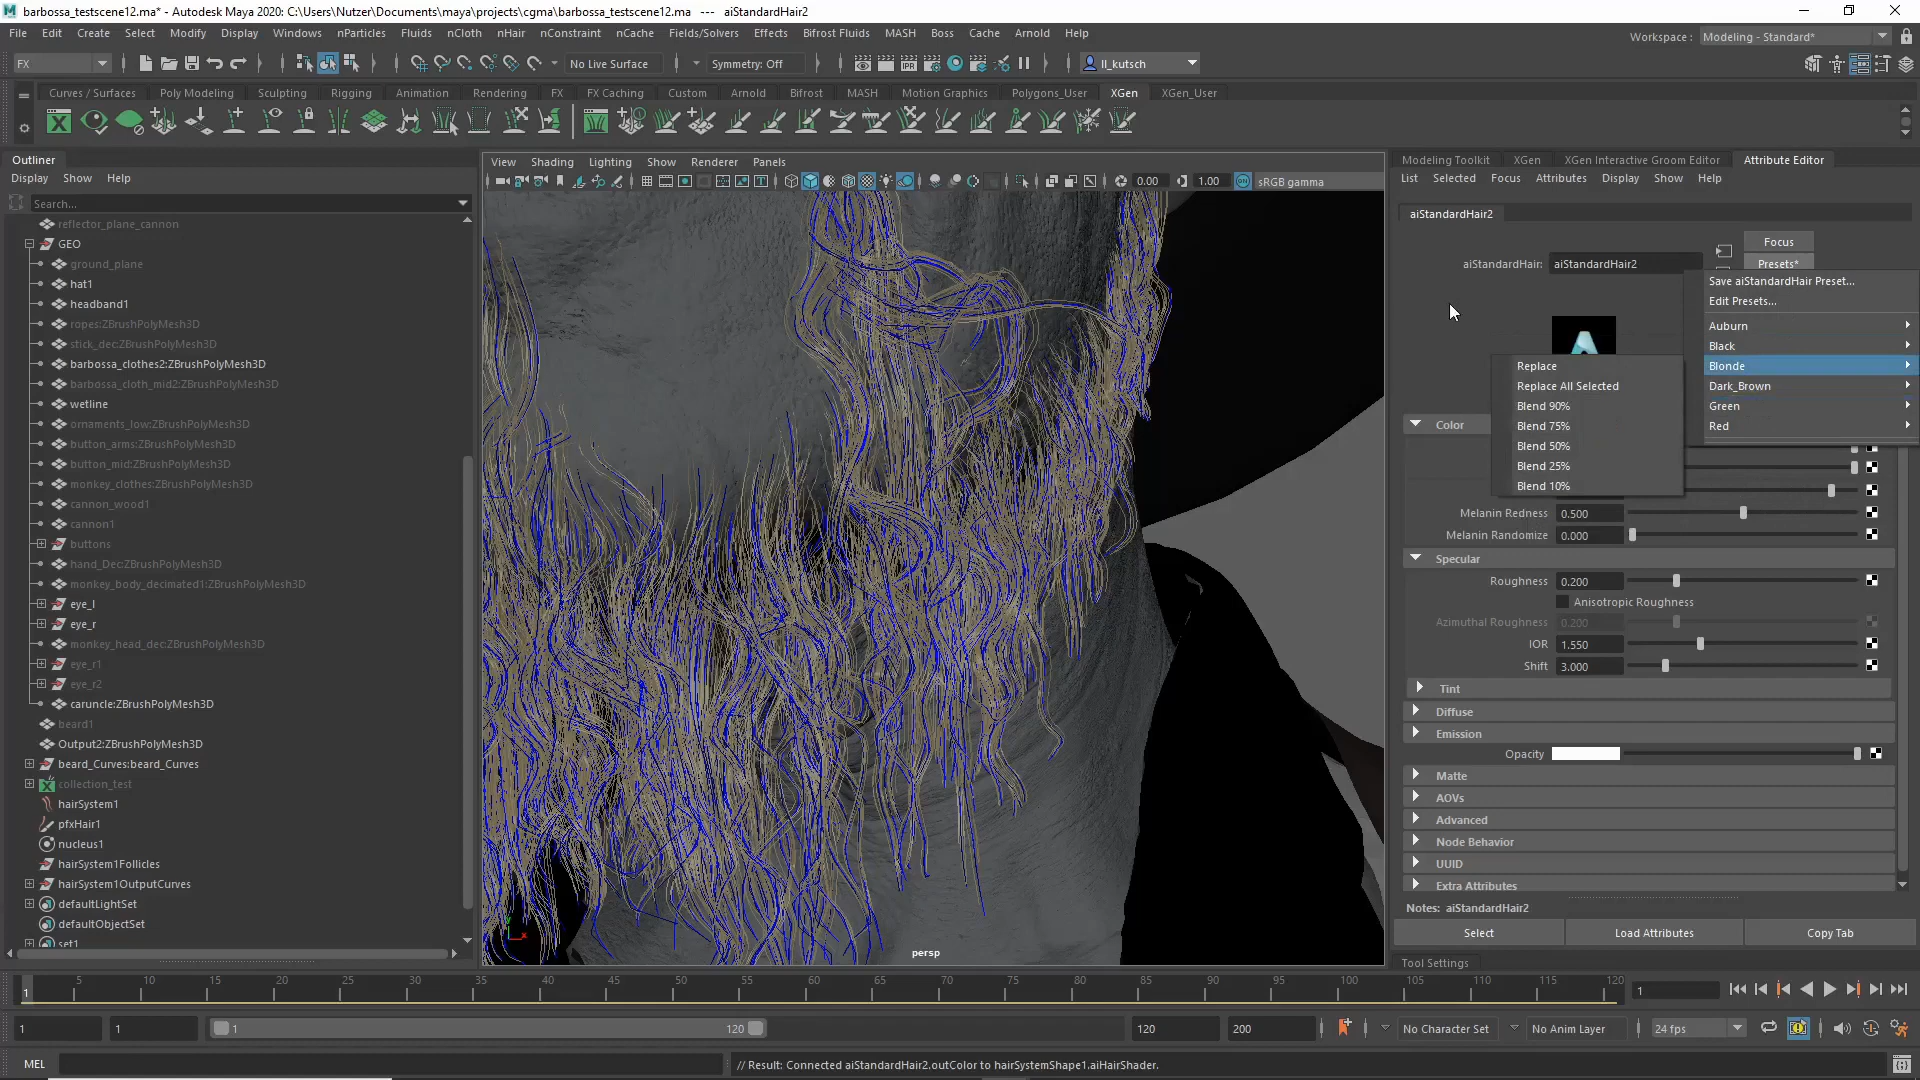 barbossa_testscene12.ma* - Autodesk Maya 2020: C:\Users\Nutzer\Documents\maya\projects\cgma\barbossa_testscene12.ma --- aiStandardHair2
File Edit Create Select Modify Display Windows nParticles Fluids nCloth nHair nConstraint nCache Fields/Solvers Effects Bifrost Fluids MASH Boss Cache Arnold Help
Workspace : Modeling - Standard*
FX No Live Surface Symmetry: Off ll_kutsch
Curves / Surfaces Poly Modeling Sculpting Rigging Animation Rendering FX FX Caching Custom Arnold Bifrost MASH Motion Graphics Polygons_User XGen XGen_User
Outliner
Display Show Help
Search...
reflector_plane_cannon
GEO
ground_plane
hat1
headband1
ropes:ZBrushPolyMesh3D
stick_dec:ZBrushPolyMesh3D
barbossa_clothes2:ZBrushPolyMesh3D
barbossa_cloth_mid2:ZBrushPolyMesh3D
wetline
ornaments_low:ZBrushPolyMesh3D
button_arms:ZBrushPolyMesh3D
button_mid:ZBrushPolyMesh3D
monkey_clothes:ZBrushPolyMesh3D
cannon_wood1
cannon1
buttons
hand_Dec:ZBrushPolyMesh3D
monkey_body_decimated1:ZBrushPolyMesh3D
eye_l
eye_r
monkey_head_dec:ZBrushPolyMesh3D
eye_r1
eye_r2
caruncle:ZBrushPolyMesh3D
beard1
Output2:ZBrushPolyMesh3D
beard_Curves:beard_Curves
collection_test
hairSystem1
pfxHair1
nucleus1
hairSystem1Follicles
hairSystem1OutputCurves
defaultLightSet
defaultObjectSet
set1
View Shading Lighting Show Renderer Panels
0.00 1.00 sRGB gamma
persp
Modeling Toolkit XGen XGen Interactive Groom Editor Attribute Editor
List Selected Focus Attributes Display Show Help
aiStandardHair2
Focus
aiStandardHair: aiStandardHair2 Presets*
Save aiStandardHair Preset...
Edit Presets...
Auburn
Black
Blonde
Dark_Brown
Green
Red
Replace
Replace All Selected
Blend 90%
Blend 75%
Blend 50%
Blend 25%
Blend 10%
Color
Melanin Redness 0.500
Melanin Randomize 0.000
Specular
Roughness 0.200
Anisotropic Roughness
Azimuthal Roughness 0.200
IOR 1.550
Shift 3.000
Tint
Diffuse
Emission
Opacity
Matte
AOVs
Advanced
Node Behavior
UUID
Extra Attributes
Notes: aiStandardHair2
Select Load Attributes Copy Tab
Tool Settings
1 5 10 15 20 25 30 35 40 45 50 55 60 65 70 75 80 85 90 95 100 105 110 115 120 1
1 1 1 120 120 200 No Character Set No Anim Layer 24 fps
MEL // Result: Connected aiStandardHair2.outColor to hairSystemShape1.aiHairShader.